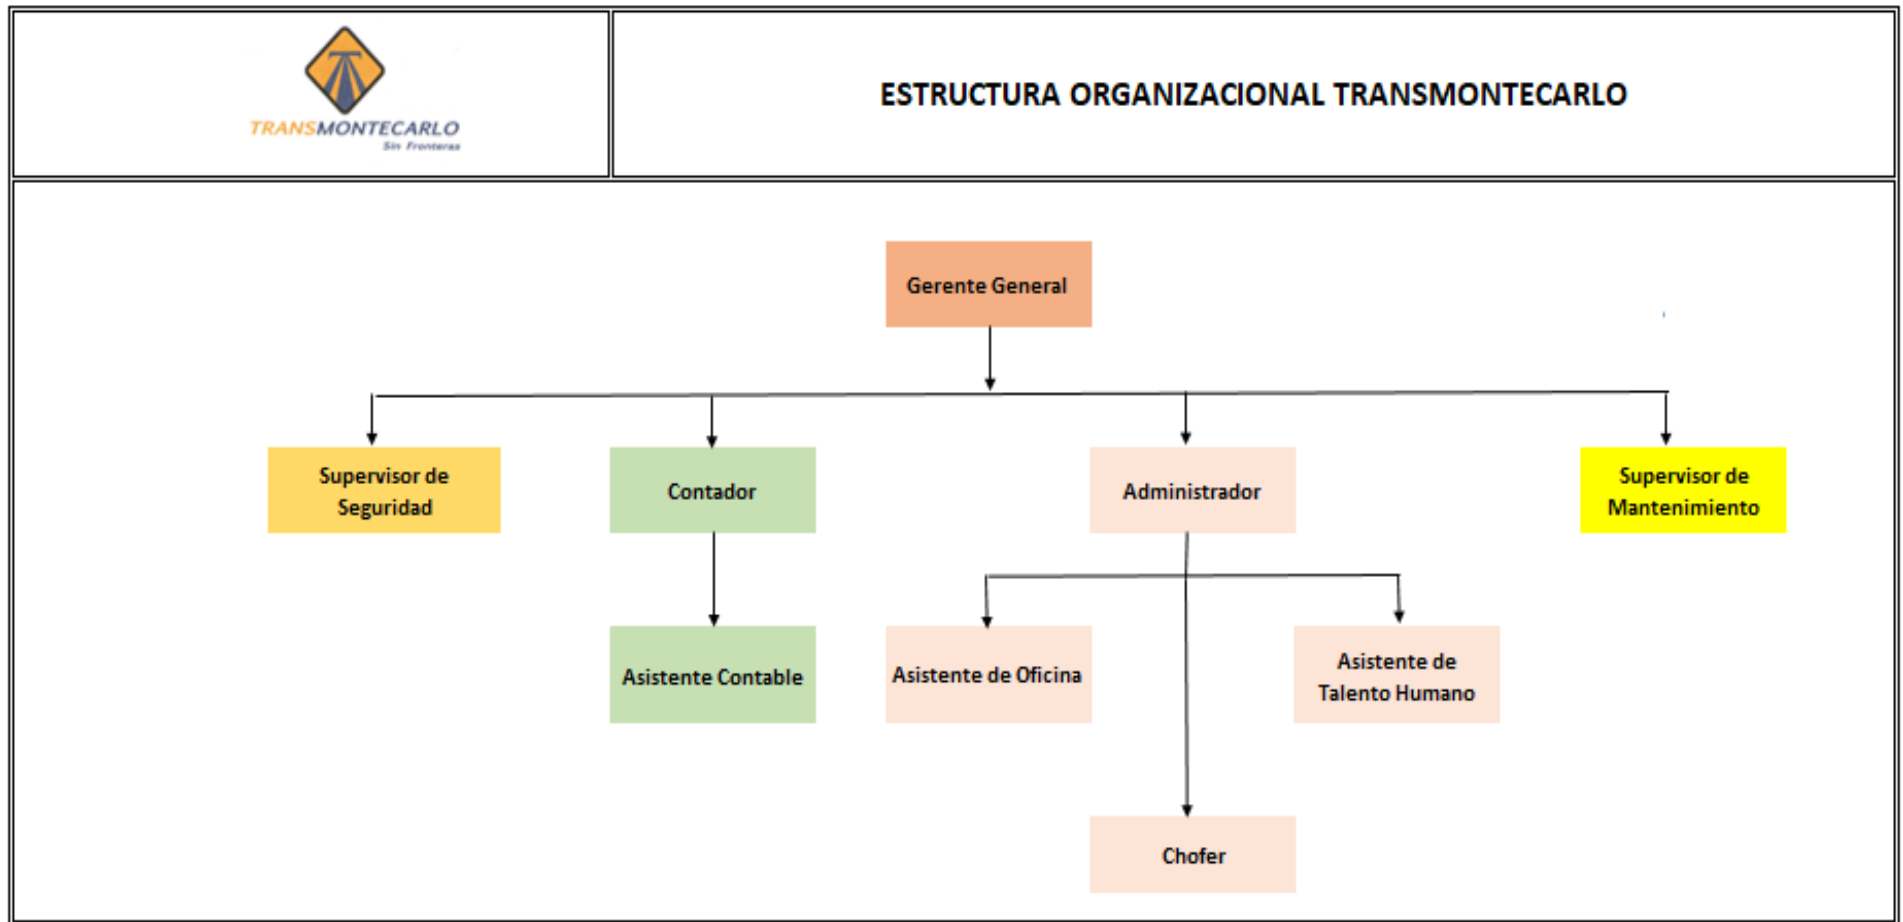 TRANSMONTECARLO
Sin Fronteras
ESTRUCTURA ORGANIZACIONAL TRANSMONTECARLO
Gerente General
Supervisor de
Seguridad
Contador
Administrador
Supervisor de
Mantenimiento
Asistente Contable
Asistente de Oficina
Asistente de
Talento Humano
Chofer